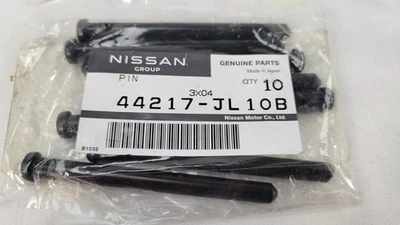 NISSAN
GROUP
GENUINE PARTS
Made in Japan
PIN
QTY 10
3X04
44217-JL10B
Nissan Motor Co., Ltd.
B1232